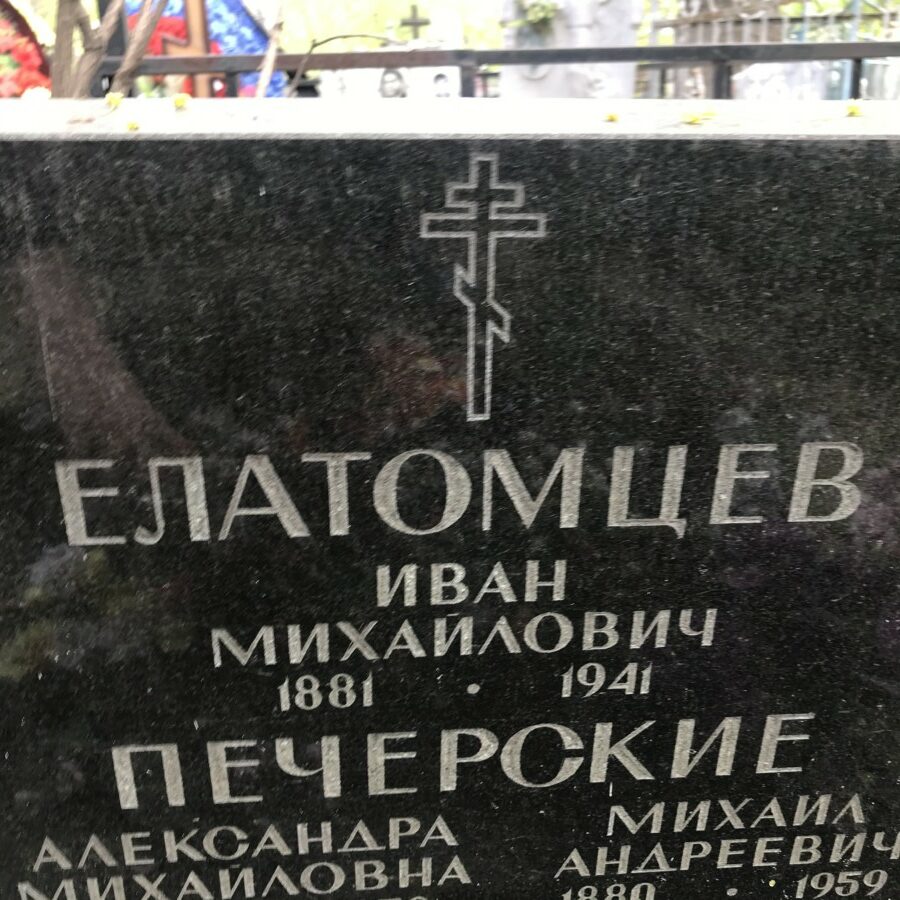 ЕЛАТОМЦЕВ
ИВАН
МИХАЙЛОВИЧ
1881 • 1941
ПЕЧЕРСКИЕ
АЛЕКСАНДРА
МИХАЙЛОВНА
МИХАИЛ
АНДРЕЕВИЧ
1880 • 1959